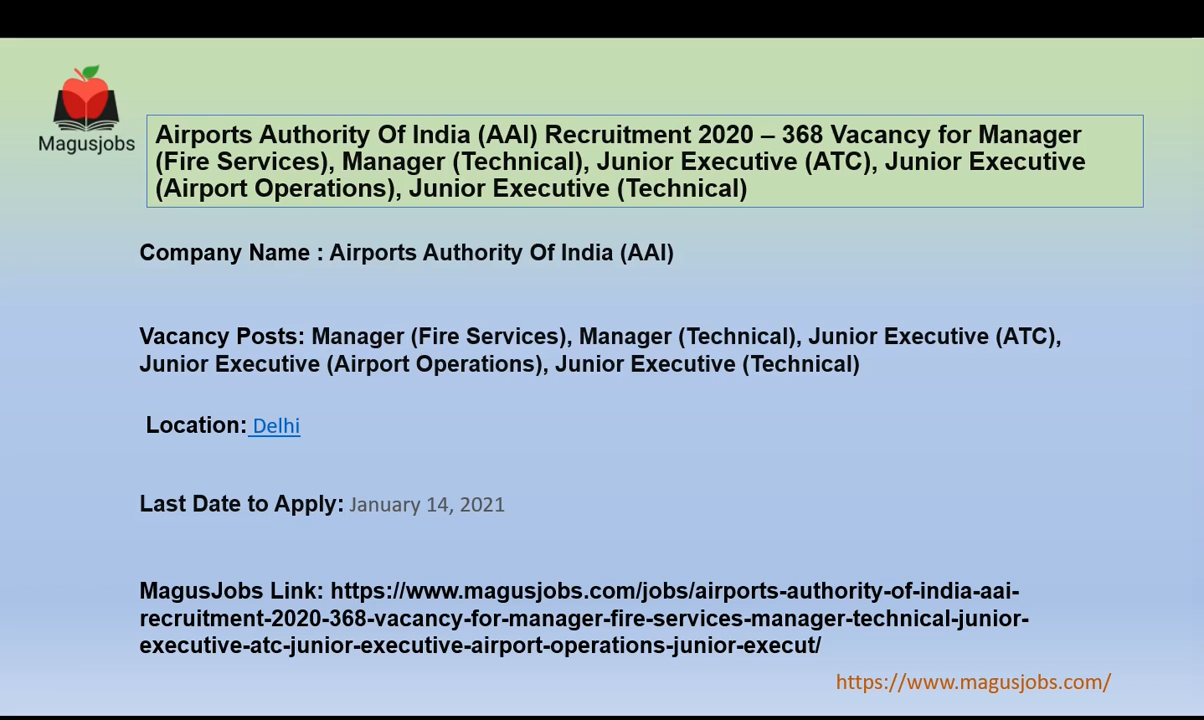 Magusjobs
Airports Authority Of India (AAI) Recruitment 2020 – 368 Vacancy for Manager
(Fire Services), Manager (Technical), Junior Executive (ATC), Junior Executive
(Airport Operations), Junior Executive (Technical)
Company Name : Airports Authority Of India (AAI)
Vacancy Posts: Manager (Fire Services), Manager (Technical), Junior Executive (ATC),
Junior Executive (Airport Operations), Junior Executive (Technical)
Location: Delhi
Last Date to Apply: January 14, 2021
MagusJobs Link: https://www.magusjobs.com/jobs/airports-authority-of-india-aai-
recruitment-2020-368-vacancy-for-manager-fire-services-manager-technical-junior-
executive-atc-junior-executive-airport-operations-junior-execut/
https://www.magusjobs.com/